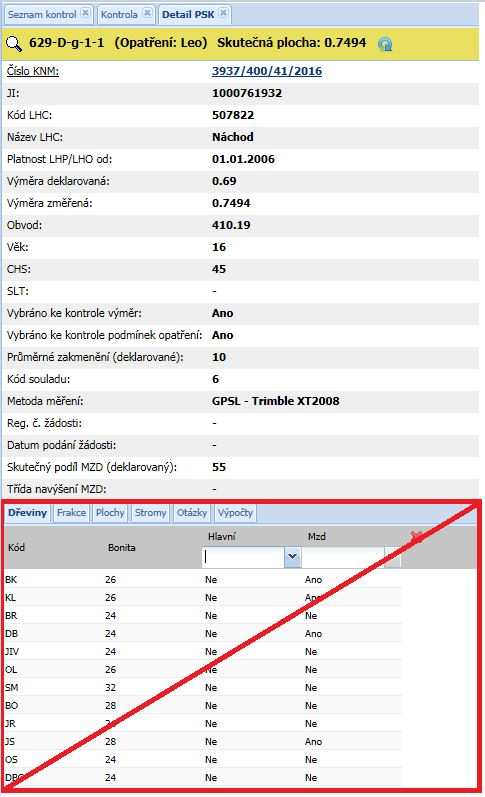 Seznam kontrol Kontrola Detail PSK
629-D-g-1-1 (Opatření: Leo) Skutečná plocha: 0.7494
Číslo KNM: 3937/400/41/2016
JI: 1000761932
Kód LHC: 507822
Název LHC: Náchod
Platnost LHP/LHO od: 01.01.2006
Výměra deklarovaná: 0.69
Výměra změřená: 0.7494
Obvod: 410.19
Věk: 16
CHS: 45
SLT: -
Vybráno ke kontrole výměr: Ano
Vybráno ke kontrole podmínek opatření: Ano
Průměrné zakmenění (deklarované): 10
Kód souladu: 6
Metoda měření: GPSL - Trimble XT2008
Reg. č. žádosti: -
Datum podání žádosti: -
Skutečný podíl MZD (deklarovaný): 55
Třída navýšení MZD: -
Dřeviny Frakce Plochy Stromy Otázky Výpočty
Kód Bonita Hlavní Mzd
BK 26 Ne Ano
KL 26 Ne Ano
BR 24 Ne Ne
DB 24 Ne Ano
JIV 24 Ne Ne
OL 26 Ne Ne
SM 32 Ne Ne
BO 28 Ne Ne
JR Ne Ne
JS 28 Ne Ano
OS 24 Ne Ne
24 Ne Ne